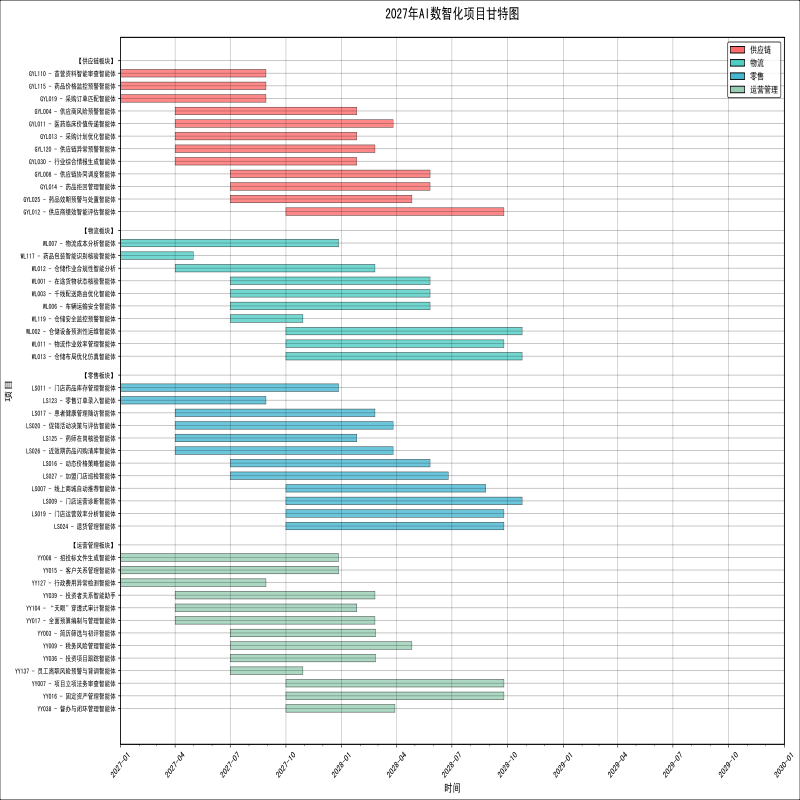 2027年AI数智化项目甘特图
供应链
物流
零售
运营管理
项目
【供应链板块】
GYL110 - 首营资料智能审查智能体
GYL115 - 药品价格监控预警智能体
GYL019 - 采购订单匹配智能体
GYL004 - 供应商风险预警智能体
GYL011 - 医药临床价值传递智能体
GYL013 - 采购计划优化智能体
GYL120 - 供应链异常预警智能体
GYL030 - 行业综合情报生成智能体
GYL008 - 供应链协同调度智能体
GYL014 - 药品拒匹管理智能体
GYL025 - 药品效期预警与处置智能体
GYL012 - 供应商绩效智能评估智能体
【物流板块】
WL007 - 物流成本分析智能体
WL117 - 药品包装智能识别核验智能体
WL012 - 仓储作业合规性智能分析
WL001 - 在途货物状态核验智能体
WL003 - 干线配送路由优化智能体
WL006 - 车辆运输安全智能体
WL119 - 仓储安全监控预警智能体
WL002 - 仓储设备预测性运维智能体
WL011 - 物流作业效率管理智能体
WL013 - 仓储布局优化仿真智能体
【零售板块】
LS011 - 门店药品库存管理智能体
LS123 - 零售订单录入智能体
LS017 - 患者健康管理随访智能体
LS020 - 促销活动决策与评估智能体
LS125 - 药师在岗核验智能体
LS026 - 近效期药品闪购清库智能体
LS016 - 动态价格策略智能体
LS027 - 加盟门店巡检智能体
LS007 - 线上商城自动推荐智能体
LS009 - 门店运营诊断智能体
LS019 - 门店运营效率分析智能体
LS024 - 退货管理智能体
【运营管理板块】
YY008 - 招投标文件生成智能体
YY015 - 客户关系管理智能体
YY127 - 行政费用异常检测智能体
YY039 - 投资者关系智能助手
YY104 - “天眼”穿透式审计智能体
YY017 - 全面预算编制与管理智能体
YY003 - 简历筛选与初评智能体
YY009 - 税务风险管理智能体
YY036 - 投资项目跟踪智能体
YY137 - 员工离职风险预警与背调智能体
YY007 - 项目立项法务审查智能体
YY016 - 固定资产管理智能体
YY038 - 督办与闭环管理智能体
2027-01
2027-04
2027-07
2027-10
2028-01
2028-04
2028-07
2028-10
2029-01
2029-04
2029-07
2029-10
2030-01
时间